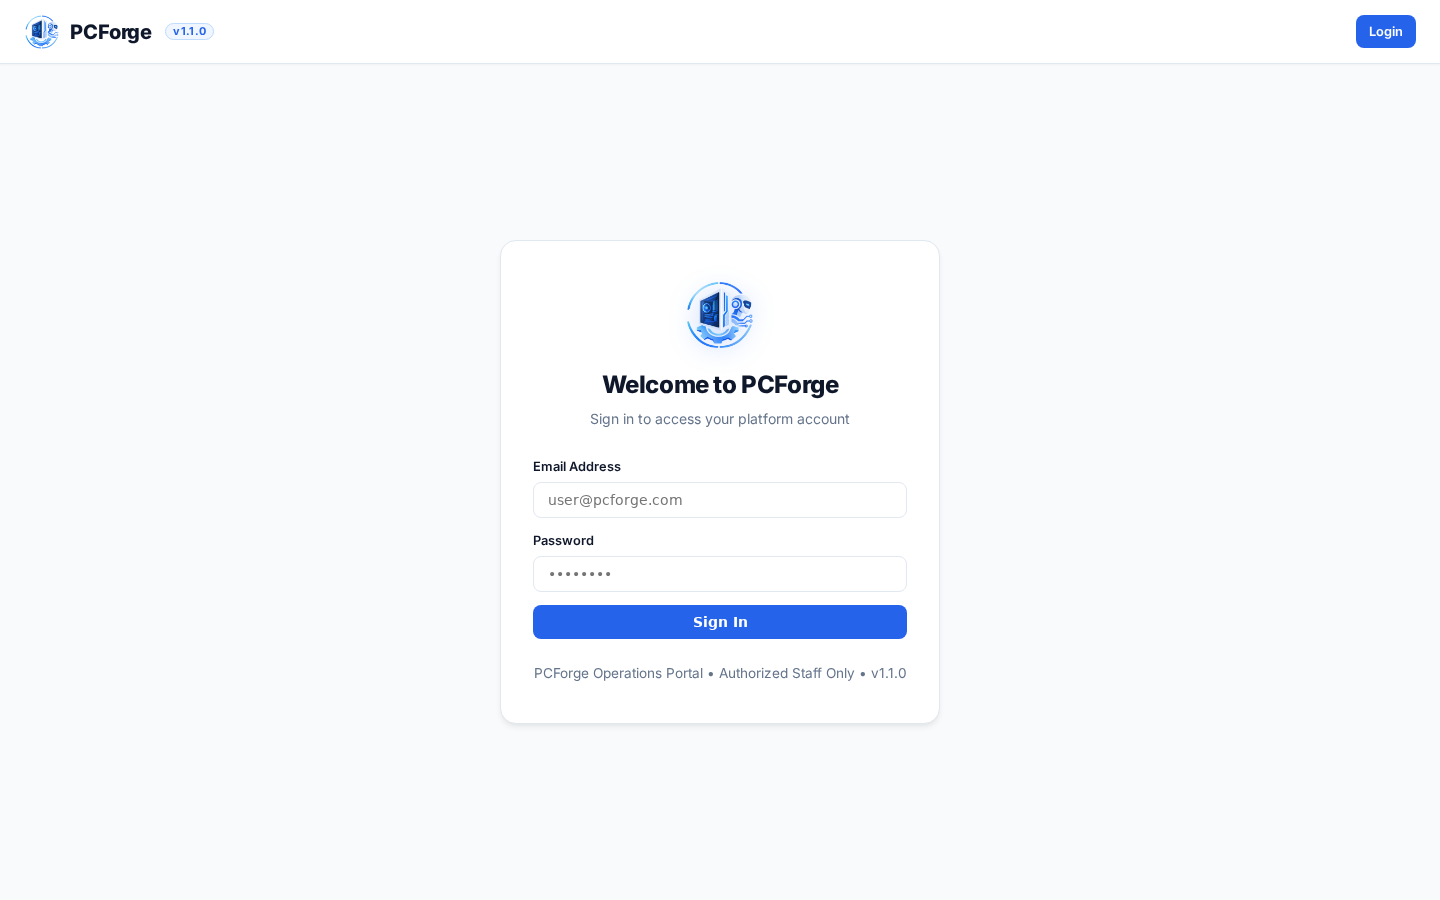 PCForge v1.1.0 Login
Welcome to PCForge
Sign in to access your platform account
Email Address
user@pcforge.com
Password
••••••••
Sign In
PCForge Operations Portal • Authorized Staff Only • v1.1.0